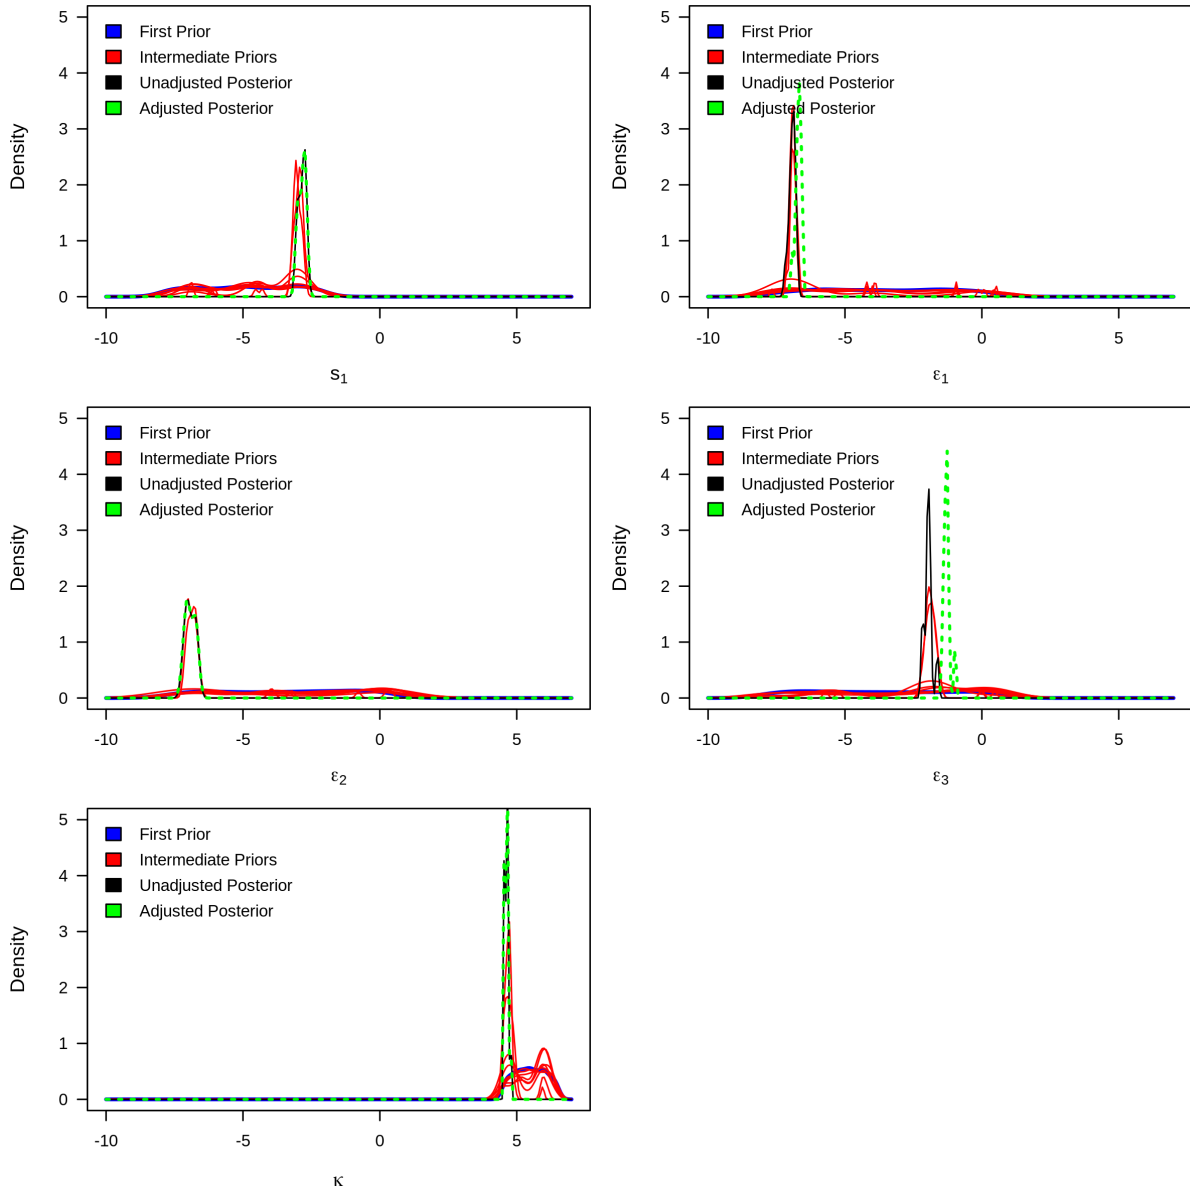 5
4
3
2
1
0
Density
First Prior
Intermediate Priors
Unadjusted Posterior
Adjusted Posterior
-10 -5 0 5
s1
5
4
3
2
1
0
Density
First Prior
Intermediate Priors
Unadjusted Posterior
Adjusted Posterior
-10 -5 0 5
ε1
5
4
3
2
1
0
Density
First Prior
Intermediate Priors
Unadjusted Posterior
Adjusted Posterior
-10 -5 0 5
ε2
5
4
3
2
1
0
Density
First Prior
Intermediate Priors
Unadjusted Posterior
Adjusted Posterior
-10 -5 0 5
ε3
5
4
3
2
1
0
Density
First Prior
Intermediate Priors
Unadjusted Posterior
Adjusted Posterior
-10 -5 0 5
κ